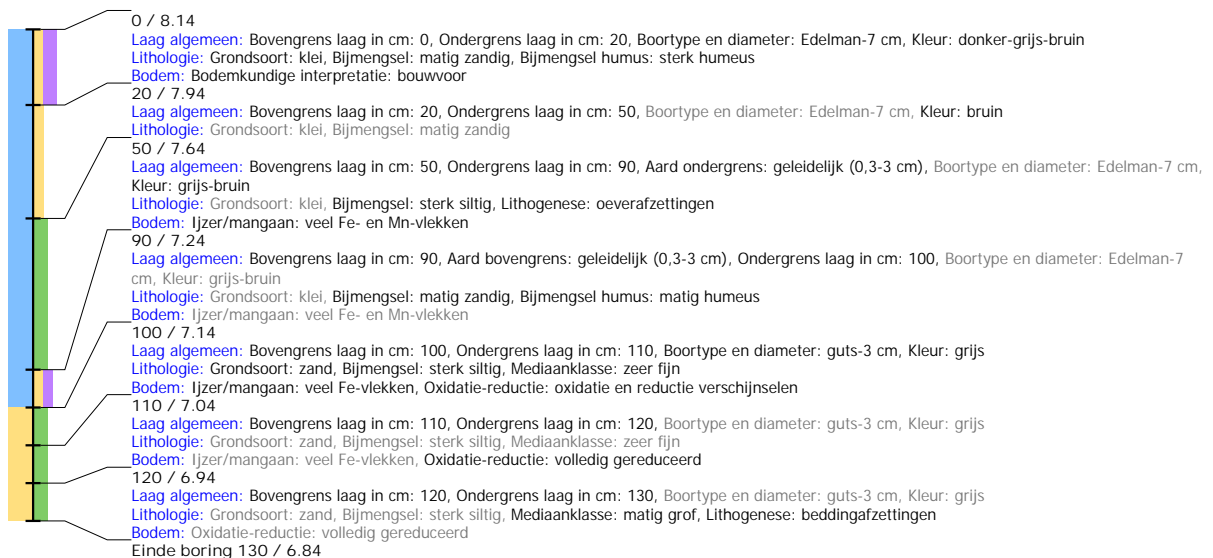 0 / 8.14
Laag algemeen: Bovengrens laag in cm: 0, Ondergrens laag in cm: 20, Boortype en diameter: Edelman-7 cm, Kleur: donker-grijs-bruin
Lithologie: Grondsoort: klei, Bijmengsel: matig zandig, Bijmengsel humus: sterk humeus
Bodem: Bodemkundige interpretatie: bouwvoor
20 / 7.94
Laag algemeen: Bovengrens laag in cm: 20, Ondergrens laag in cm: 50, Boortype en diameter: Edelman-7 cm, Kleur: bruin
Lithologie: Grondsoort: klei, Bijmengsel: matig zandig
50 / 7.64
Laag algemeen: Bovengrens laag in cm: 50, Ondergrens laag in cm: 90, Aard ondergrens: geleidelijk (0,3-3 cm), Boortype en diameter: Edelman-7 cm,
Kleur: grijs-bruin
Lithologie: Grondsoort: klei, Bijmengsel: sterk siltig, Lithogenese: oeverafzettingen
Bodem: Ijzer/mangaan: veel Fe- en Mn-vlekken
90 / 7.24
Laag algemeen: Bovengrens laag in cm: 90, Aard bovengrens: geleidelijk (0,3-3 cm), Ondergrens laag in cm: 100, Boortype en diameter: Edelman-7
cm, Kleur: grijs-bruin
Lithologie: Grondsoort: klei, Bijmengsel: matig zandig, Bijmengsel humus: matig humeus
Bodem: Ijzer/mangaan: veel Fe- en Mn-vlekken
100 / 7.14
Laag algemeen: Bovengrens laag in cm: 100, Ondergrens laag in cm: 110, Boortype en diameter: guts-3 cm, Kleur: grijs
Lithologie: Grondsoort: zand, Bijmengsel: sterk siltig, Mediaanklasse: zeer fijn
Bodem: Ijzer/mangaan: veel Fe-vlekken, Oxidatie-reductie: oxidatie en reductie verschijnselen
110 / 7.04
Laag algemeen: Bovengrens laag in cm: 110, Ondergrens laag in cm: 120, Boortype en diameter: guts-3 cm, Kleur: grijs
Lithologie: Grondsoort: zand, Bijmengsel: sterk siltig, Mediaanklasse: zeer fijn
Bodem: Ijzer/mangaan: veel Fe-vlekken, Oxidatie-reductie: volledig gereduceerd
120 / 6.94
Laag algemeen: Bovengrens laag in cm: 120, Ondergrens laag in cm: 130, Boortype en diameter: guts-3 cm, Kleur: grijs
Lithologie: Grondsoort: zand, Bijmengsel: sterk siltig, Mediaanklasse: matig grof, Lithogenese: beddingafzettingen
Bodem: Oxidatie-reductie: volledig gereduceerd
Einde boring 130 / 6.84